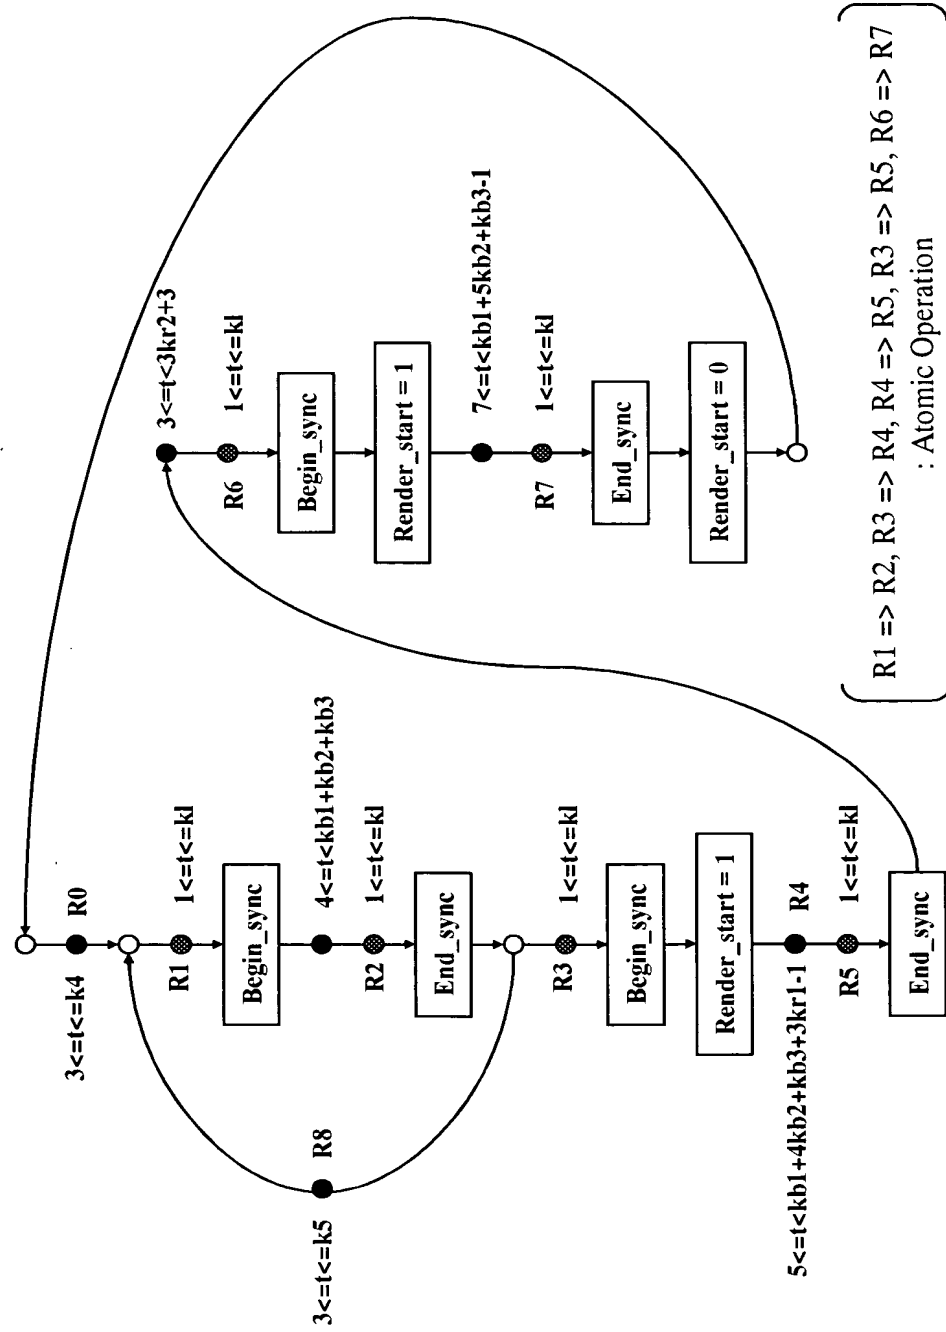 R0
3<=t<=k4
R1
1<=t<=kl
Begin_sync
4<=t<kb1+kb2+kb3
R2
1<=t<=kl
End_sync
3<=t<=k5
R8
R3
1<=t<=kl
Begin_sync
Render_start = 1
R4
5<=t<kb1+4kb2+kb3+3kr1-1
R5
1<=t<=kl
End_sync
3<=t<3kr2+3
R6
1<=t<=kl
Begin_sync
Render_start = 1
7<=t<kb1+5kb2+kb3-1
R7
1<=t<=kl
End_sync
Render_start = 0
R1 => R2, R3 => R4, R4 => R5, R3 => R5, R6 => R7
: Atomic Operation